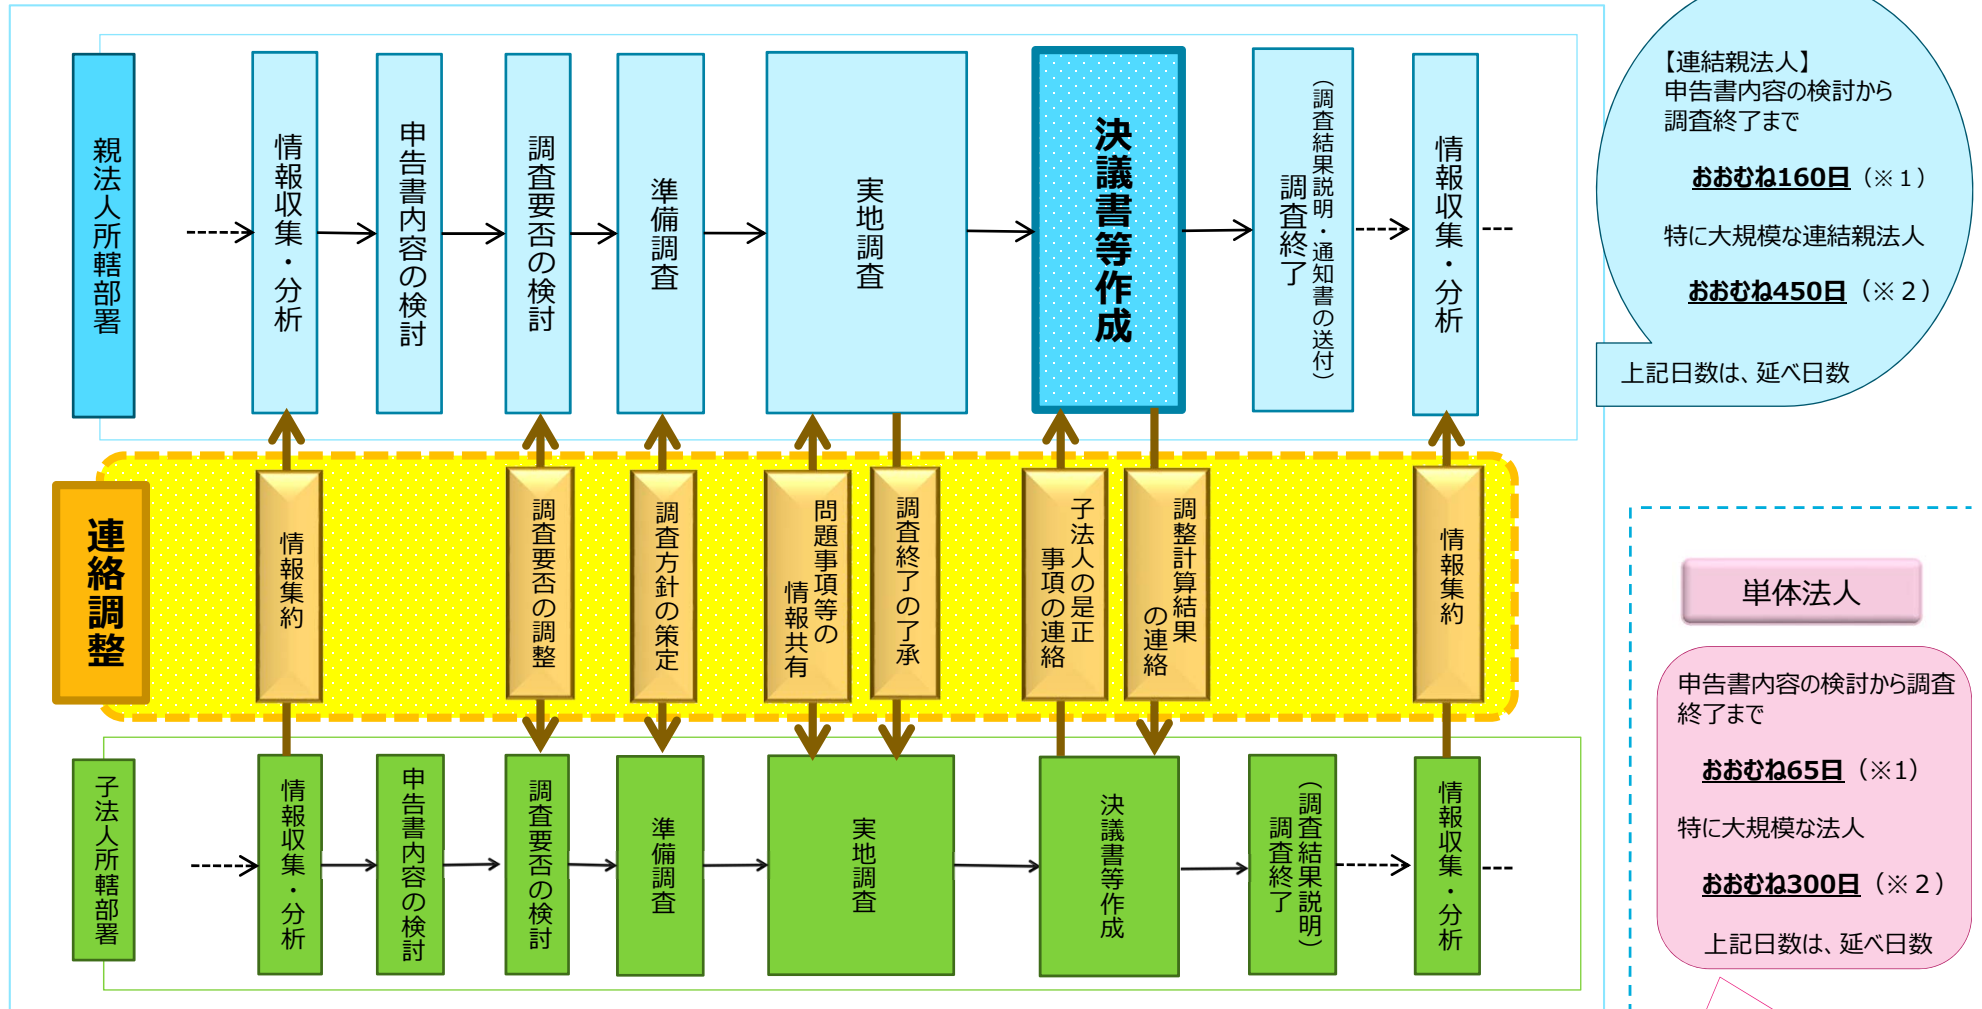 親法人所轄部署
情報収集・分析
申告書内容の検討
調査要否の検討
準備調査
実地調査
決議書等作成
調査終了
（調査結果説明・通知書の送付）
情報収集・分析
【連結親法人】
申告書内容の検討から
調査終了まで
おおむね160日（※１）
特に大規模な連結親法人
おおむね450日（※２）
上記日数は、延べ日数
連絡調整
情報集約
調査要否の調整
調査方針の策定
問題事項等の
情報共有
調査終了の了承
子法人の是正
事項の連絡
調整計算結果
の連絡
情報集約
子法人所轄部署
情報収集・分析
申告書内容の検討
調査要否の検討
準備調査
実地調査
決議書等作成
（調査結果説明）
調査終了
情報収集・分析
単体法人
申告書内容の検討から調査
終了まで
おおむね65日（※1）
特に大規模な法人
おおむね300日（※２）
上記日数は、延べ日数